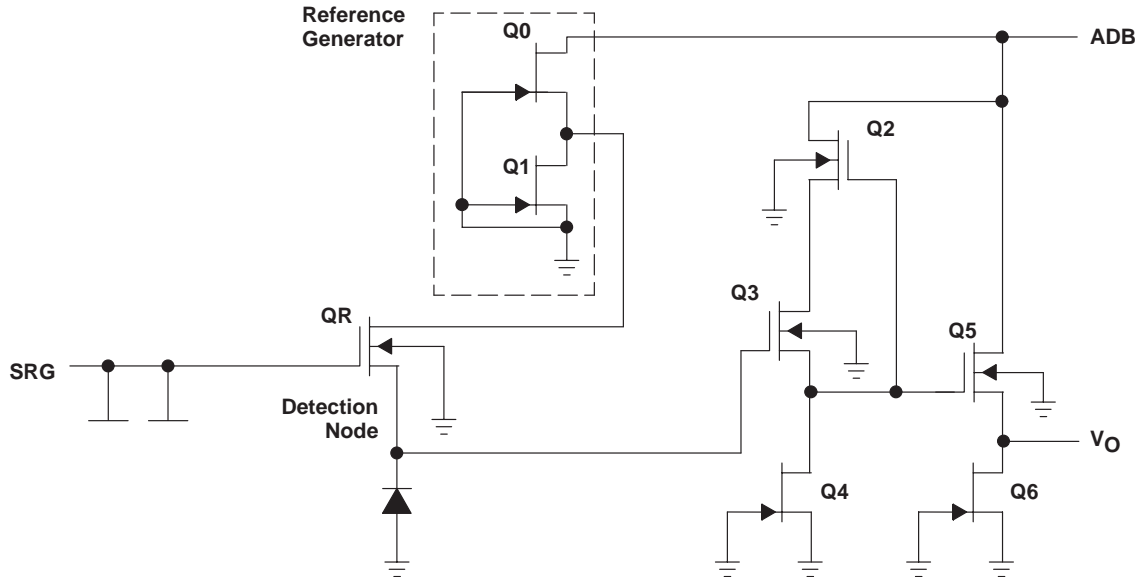 Reference
Generator
Q0
ADB
Q2
Q1
Q3
QR
Q5
SRG
Detection
Node
VO
Q4
Q6